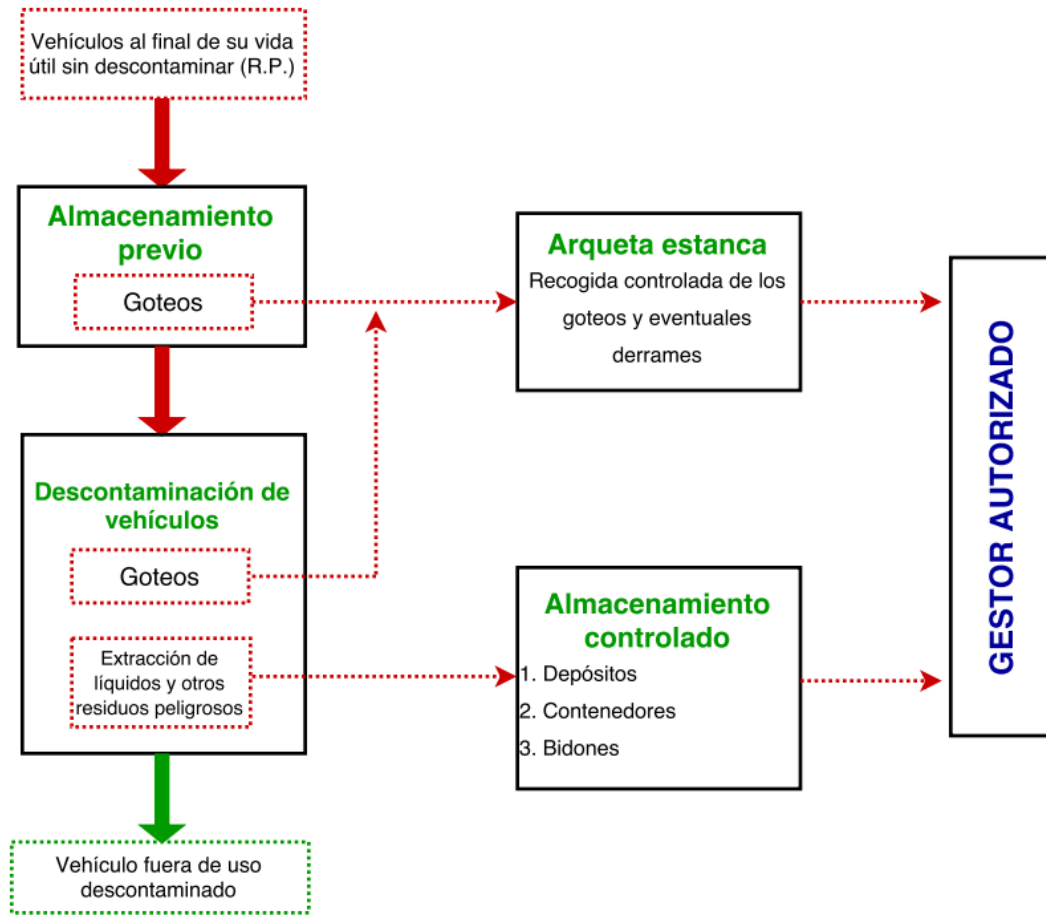 Vehículos al final de su vida
útil sin descontaminar (R.P.)
Almacenamiento
previo
Goteos
Arqueta estanca
Recogida controlada de los
goteos y eventuales
derrames
Descontaminación de
vehículos
Goteos
Extracción de
líquidos y otros
residuos peligrosos
Almacenamiento
controlado
1. Depósitos
2. Contenedores
3. Bidones
GESTOR AUTORIZADO
Vehículo fuera de uso
descontaminado